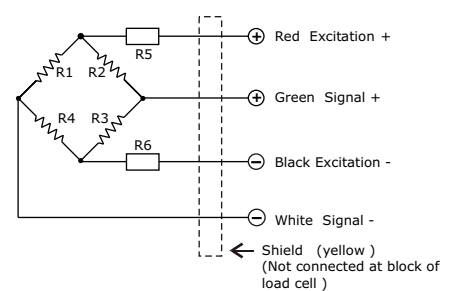 R5
Red Excitation +
R1
R2
Green Signal +
R4
R3
R6
Black Excitation -
White Signal -
Shield (yellow )
(Not connected at block of
load cell )